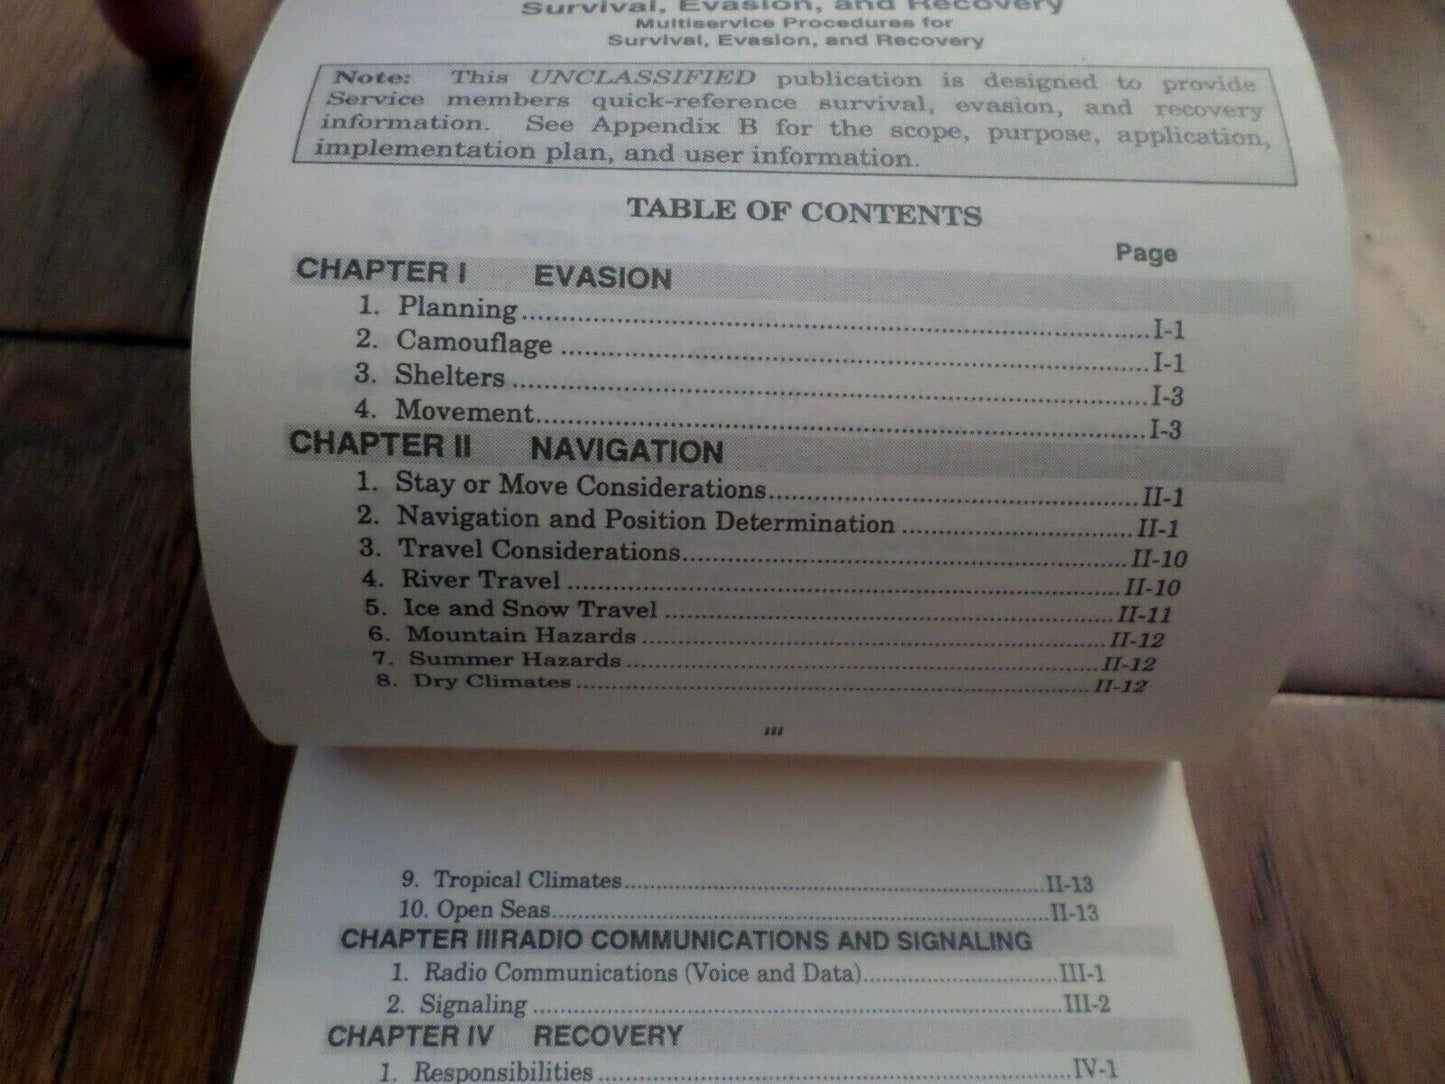 Survival, Evasion, and Recovery
Multiservice Procedures for
Survival, Evasion, and Recovery
Note: This UNCLASSIFIED publication is designed to provide
Service members quick-reference survival, evasion, and recovery
information. See Appendix B for the scope, purpose, application,
implementation plan, and user information.
TABLE OF CONTENTS
Page
CHAPTER I EVASION
1. Planning....................I-1
2. Camouflage ....................I-1
3. Shelters ....................I-3
4. Movement....................I-3
CHAPTER II NAVIGATION
1. Stay or Move Considerations....................II-1
2. Navigation and Position Determination ....................II-1
3. Travel Considerations....................II-10
4. River Travel ....................II-10
5. Ice and Snow Travel ....................II-11
6. Mountain Hazards ....................II-12
7. Summer Hazards ....................II-12
8. Dry Climates ....................II-12
iii
9. Tropical Climates....................II-13
10. Open Seas....................II-13
CHAPTER III RADIO COMMUNICATIONS AND SIGNALING
1. Radio Communications (Voice and Data)....................III-1
2. Signaling ....................III-2
CHAPTER IV RECOVERY
1. Responsibilities ....................IV-1